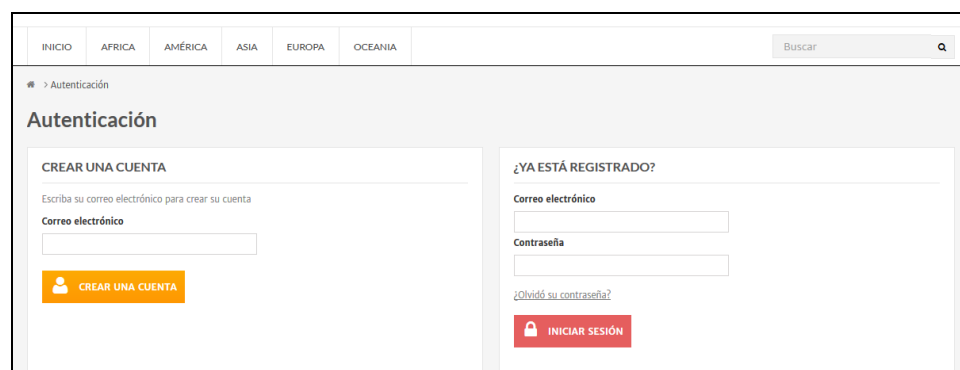 INICIO AFRICA AMÉRICA ASIA EUROPA OCEANIA Buscar
> Autenticación
Autenticación
CREAR UNA CUENTA
Escriba su correo electrónico para crear su cuenta
Correo electrónico
CREAR UNA CUENTA
¿YA ESTÁ REGISTRADO?
Correo electrónico
Contraseña
¿Olvidó su contraseña?
INICIAR SESIÓN